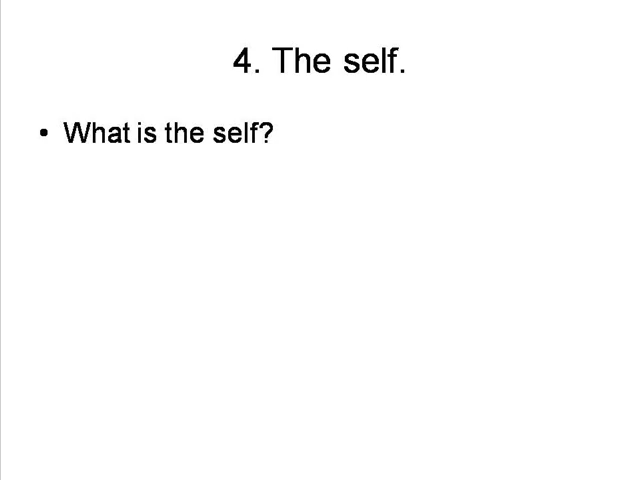 4. The self.
• What is the self?